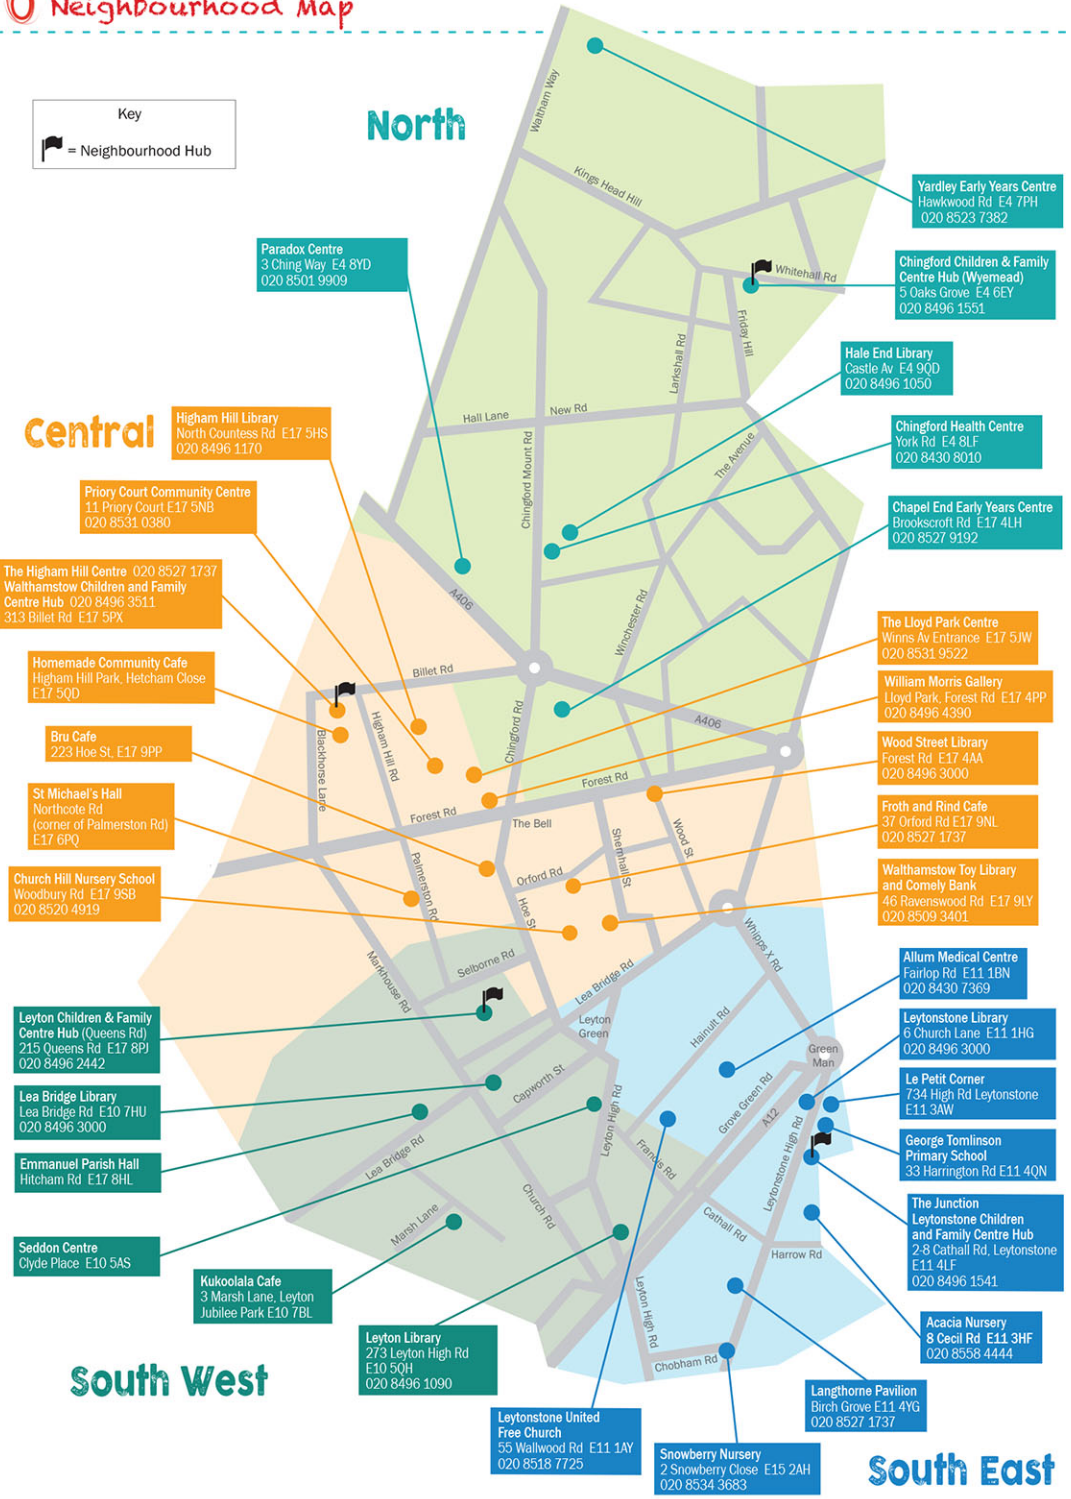 Neighbourhood Map
Key
= Neighbourhood Hub
North
Yardley Early Years Centre
Hawkwood Rd E4 7PH
020 8523 7382
Paradox Centre
3 Ching Way E4 8YD
020 8501 9909
Chingford Children & Family
Centre Hub (Wyemead)
5 Oaks Grove E4 6EY
020 8496 1551
Hale End Library
Castle Av E4 9QD
020 8496 1050
Chingford Health Centre
York Rd E4 8LF
020 8430 8010
Chapel End Early Years Centre
Brookscroft Rd E17 4LH
020 8527 9192
Central
Higham Hill Library
North Countess Rd E17 5HS
020 8496 1170
Priory Court Community Centre
11 Priory Court E17 5NB
020 8531 0380
The Higham Hill Centre 020 8527 1737
Walthamstow Children and Family
Centre Hub 020 8496 3511
313 Billet Rd E17 5PX
Homemade Community Cafe
Higham Hill Park, Hetcham Close
E17 5QD
Bru Cafe
223 Hoe St, E17 9PP
St Michael's Hall
Northcote Rd
(corner of Palmerston Rd)
E17 6PQ
Church Hill Nursery School
Woodbury Rd E17 9SB
020 8520 4919
The Lloyd Park Centre
Winns Av Entrance E17 5JW
020 8531 9522
William Morris Gallery
Lloyd Park, Forest Rd E17 4PP
020 8496 4390
Wood Street Library
Forest Rd E17 4AA
020 8496 3000
Froth and Rind Cafe
37 Orford Rd E17 9NL
020 8527 1737
Walthamstow Toy Library
and Comely Bank
46 Ravenswood Rd E17 9LY
020 8509 3401
Waltham Way
Kings Head Hill
Whitehall Rd
Friday Hill
Larkshall Rd
Hall Lane
New Rd
Chingford Mount Rd
The Avenue
A406
Winchester Rd
Billet Rd
A406
Chingford Rd
Higham Hill Rd
Blackhorse Lane
Forest Rd
Forest Rd
The Bell
Palmerston Rd
Orford Rd
Shernhall St
Wood St
Hoe St
Selborne Rd
Markhouse Rd
Lea Bridge Rd
Whipps X Rd
Leyton
Green
Hainult Rd
Green
Man
Capworth St
Leyton High Rd
Grove Green Rd
A12
Francis Rd
Leytonstone High Rd
Lea Bridge Rd
Marsh Lane
Church Rd
Cathall Rd
Harrow Rd
Leyton High Rd
Chobham Rd
Leyton Children & Family
Centre Hub (Queens Rd)
215 Queens Rd E17 8PJ
020 8496 2442
Lea Bridge Library
Lea Bridge Rd E10 7HU
020 8496 3000
Emmanuel Parish Hall
Hitcham Rd E17 8HL
Seddon Centre
Clyde Place E10 5AS
Kukoolala Cafe
3 Marsh Lane, Leyton
Jubilee Park E10 7BL
Leyton Library
273 Leyton High Rd
E10 5QH
020 8496 1090
South West
Allum Medical Centre
Fairlop Rd E11 1BN
020 8430 7369
Leytonstone Library
6 Church Lane E11 1HG
020 8496 3000
Le Petit Corner
734 High Rd Leytonstone
E11 3AW
George Tomlinson
Primary School
33 Harrington Rd E11 4QN
The Junction
Leytonstone Children
and Family Centre Hub
2-8 Cathall Rd, Leytonstone
E11 4LF
020 8496 1541
Acacia Nursery
8 Cecil Rd E11 3HF
020 8558 4444
Langthorne Pavilion
Birch Grove E11 4YG
020 8527 1737
Leytonstone United
Free Church
55 Wallwood Rd E11 1AY
020 8518 7725
Snowberry Nursery
2 Snowberry Close E15 2AH
020 8534 3683
South East